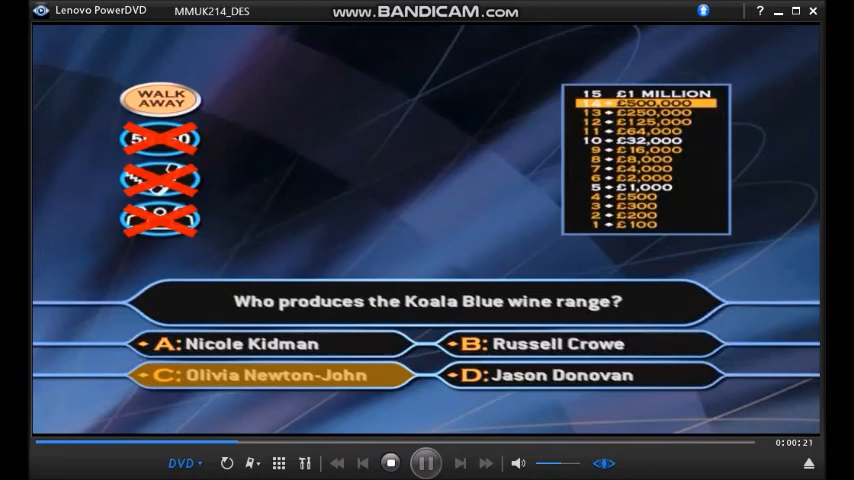 Lenovo PowerDVD
MMUK214_DES
www.BANDICAM.com
WALK
AWAY
15 £1 MILLION
14 £500,000
13 £250,000
12 £125,000
11 £64,000
10 £32,000
9 £16,000
8 £8,000
7 £4,000
6 £2,000
5 £1,000
4 £500
3 £300
2 £200
1 £100
Who produces the Koala Blue wine range?
A: Nicole Kidman
B: Russell Crowe
C: Olivia Newton-John
D: Jason Donovan
0:00:21
DVD